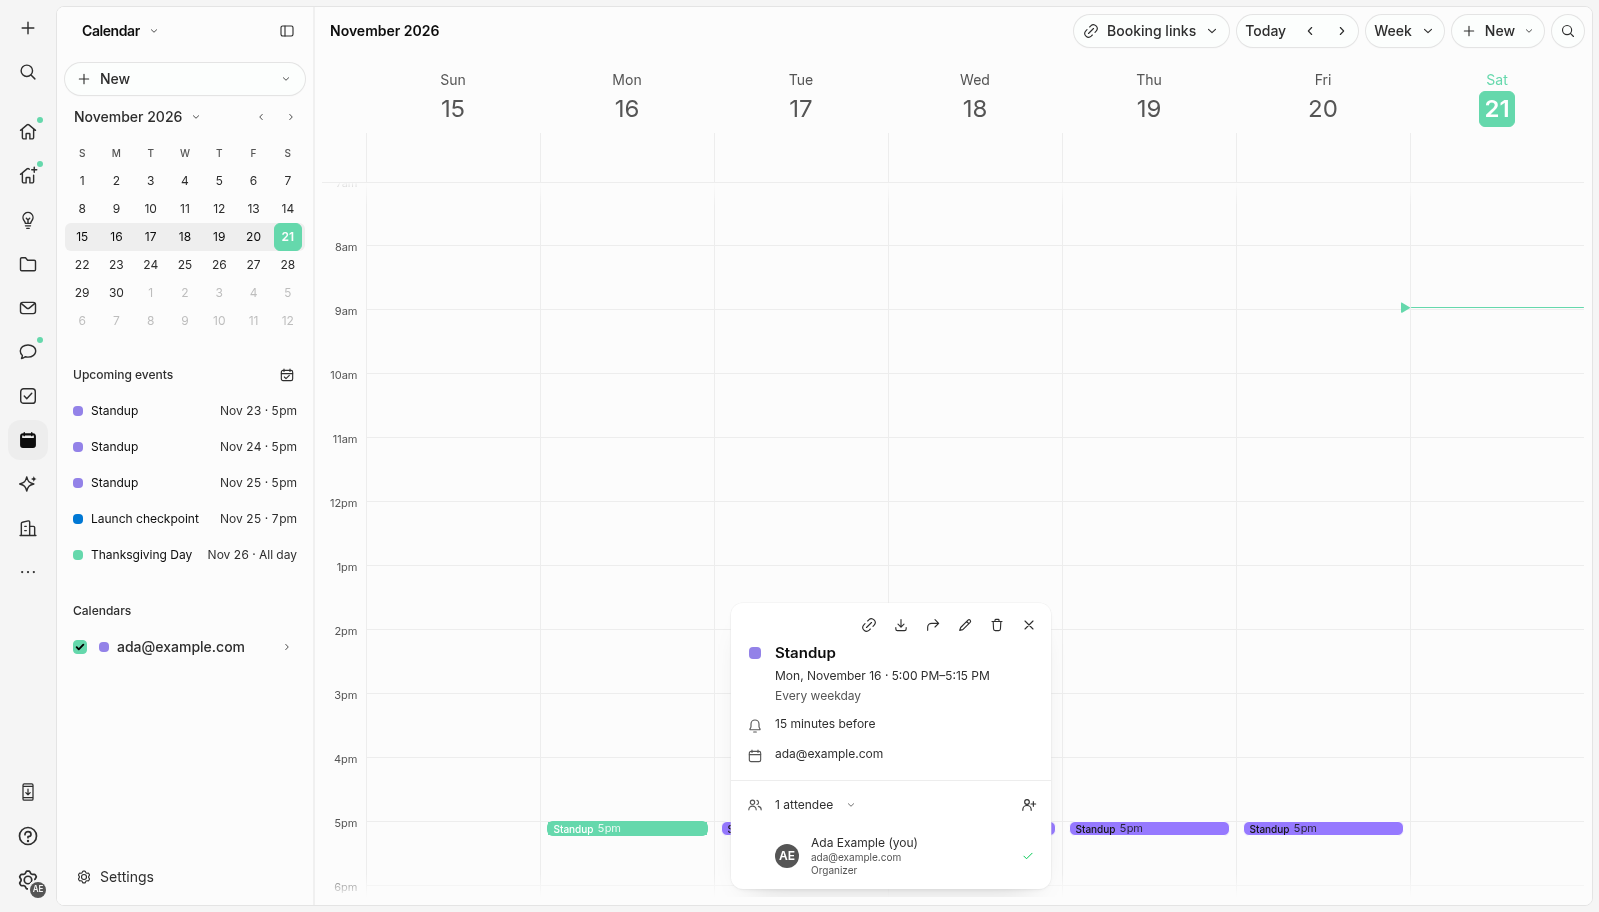 Calendar
New
November 2026
S M T W T F S
1 2 3 4 5 6 7
8 9 10 11 12 13 14
15 16 17 18 19 20 21
22 23 24 25 26 27 28
29 30 1 2 3 4 5
6 7 8 9 10 11 12
Upcoming events
Standup Nov 23 · 5pm
Standup Nov 24 · 5pm
Standup Nov 25 · 5pm
Launch checkpoint Nov 25 · 7pm
Thanksgiving Day Nov 26 · All day
Calendars
ada@example.com
Settings
AE
November 2026
Booking links
Today
Week
New
Sun Mon Tue Wed Thu Fri Sat
15 16 17 18 19 20 21
7am
8am
9am
10am
11am
12pm
1pm
2pm
3pm
4pm
5pm
6pm
Standup 5pm
Standup 5pm
Standup 5pm
Standup
Mon, November 16 · 5:00 PM–5:15 PM
Every weekday
15 minutes before
ada@example.com
1 attendee
AE
Ada Example (you)
ada@example.com
Organizer